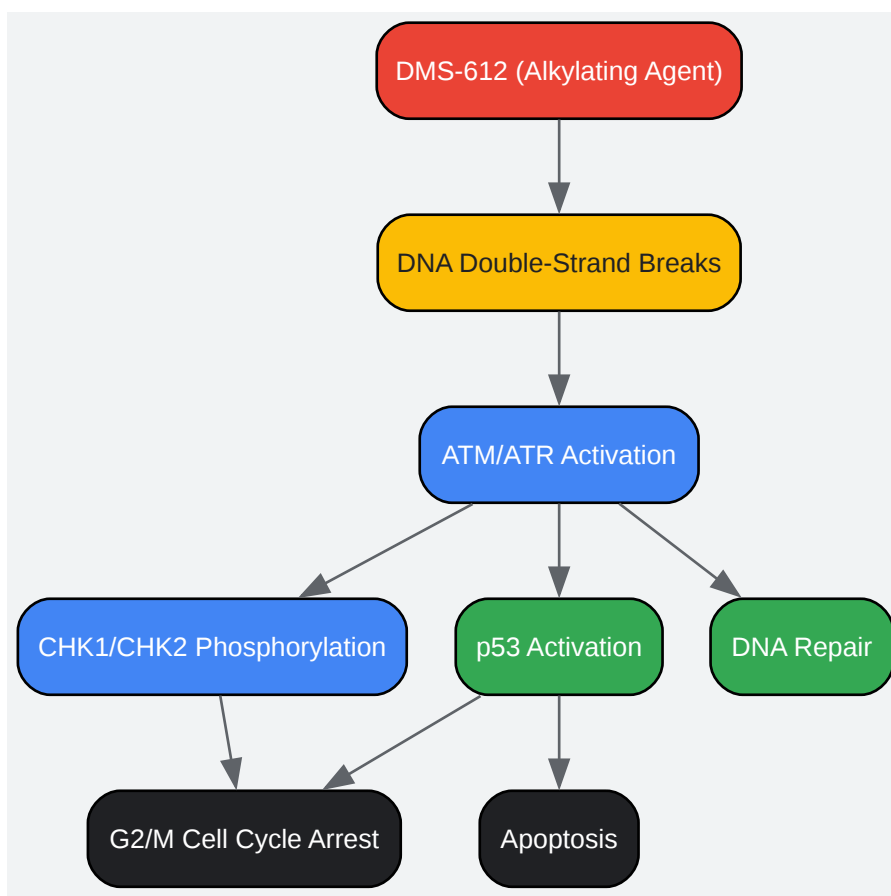 DMS-612 (Alkylating Agent)
DNA Double-Strand Breaks
ATM/ATR Activation
CHK1/CHK2 Phosphorylation
p53 Activation
DNA Repair
G2/M Cell Cycle Arrest
Apoptosis